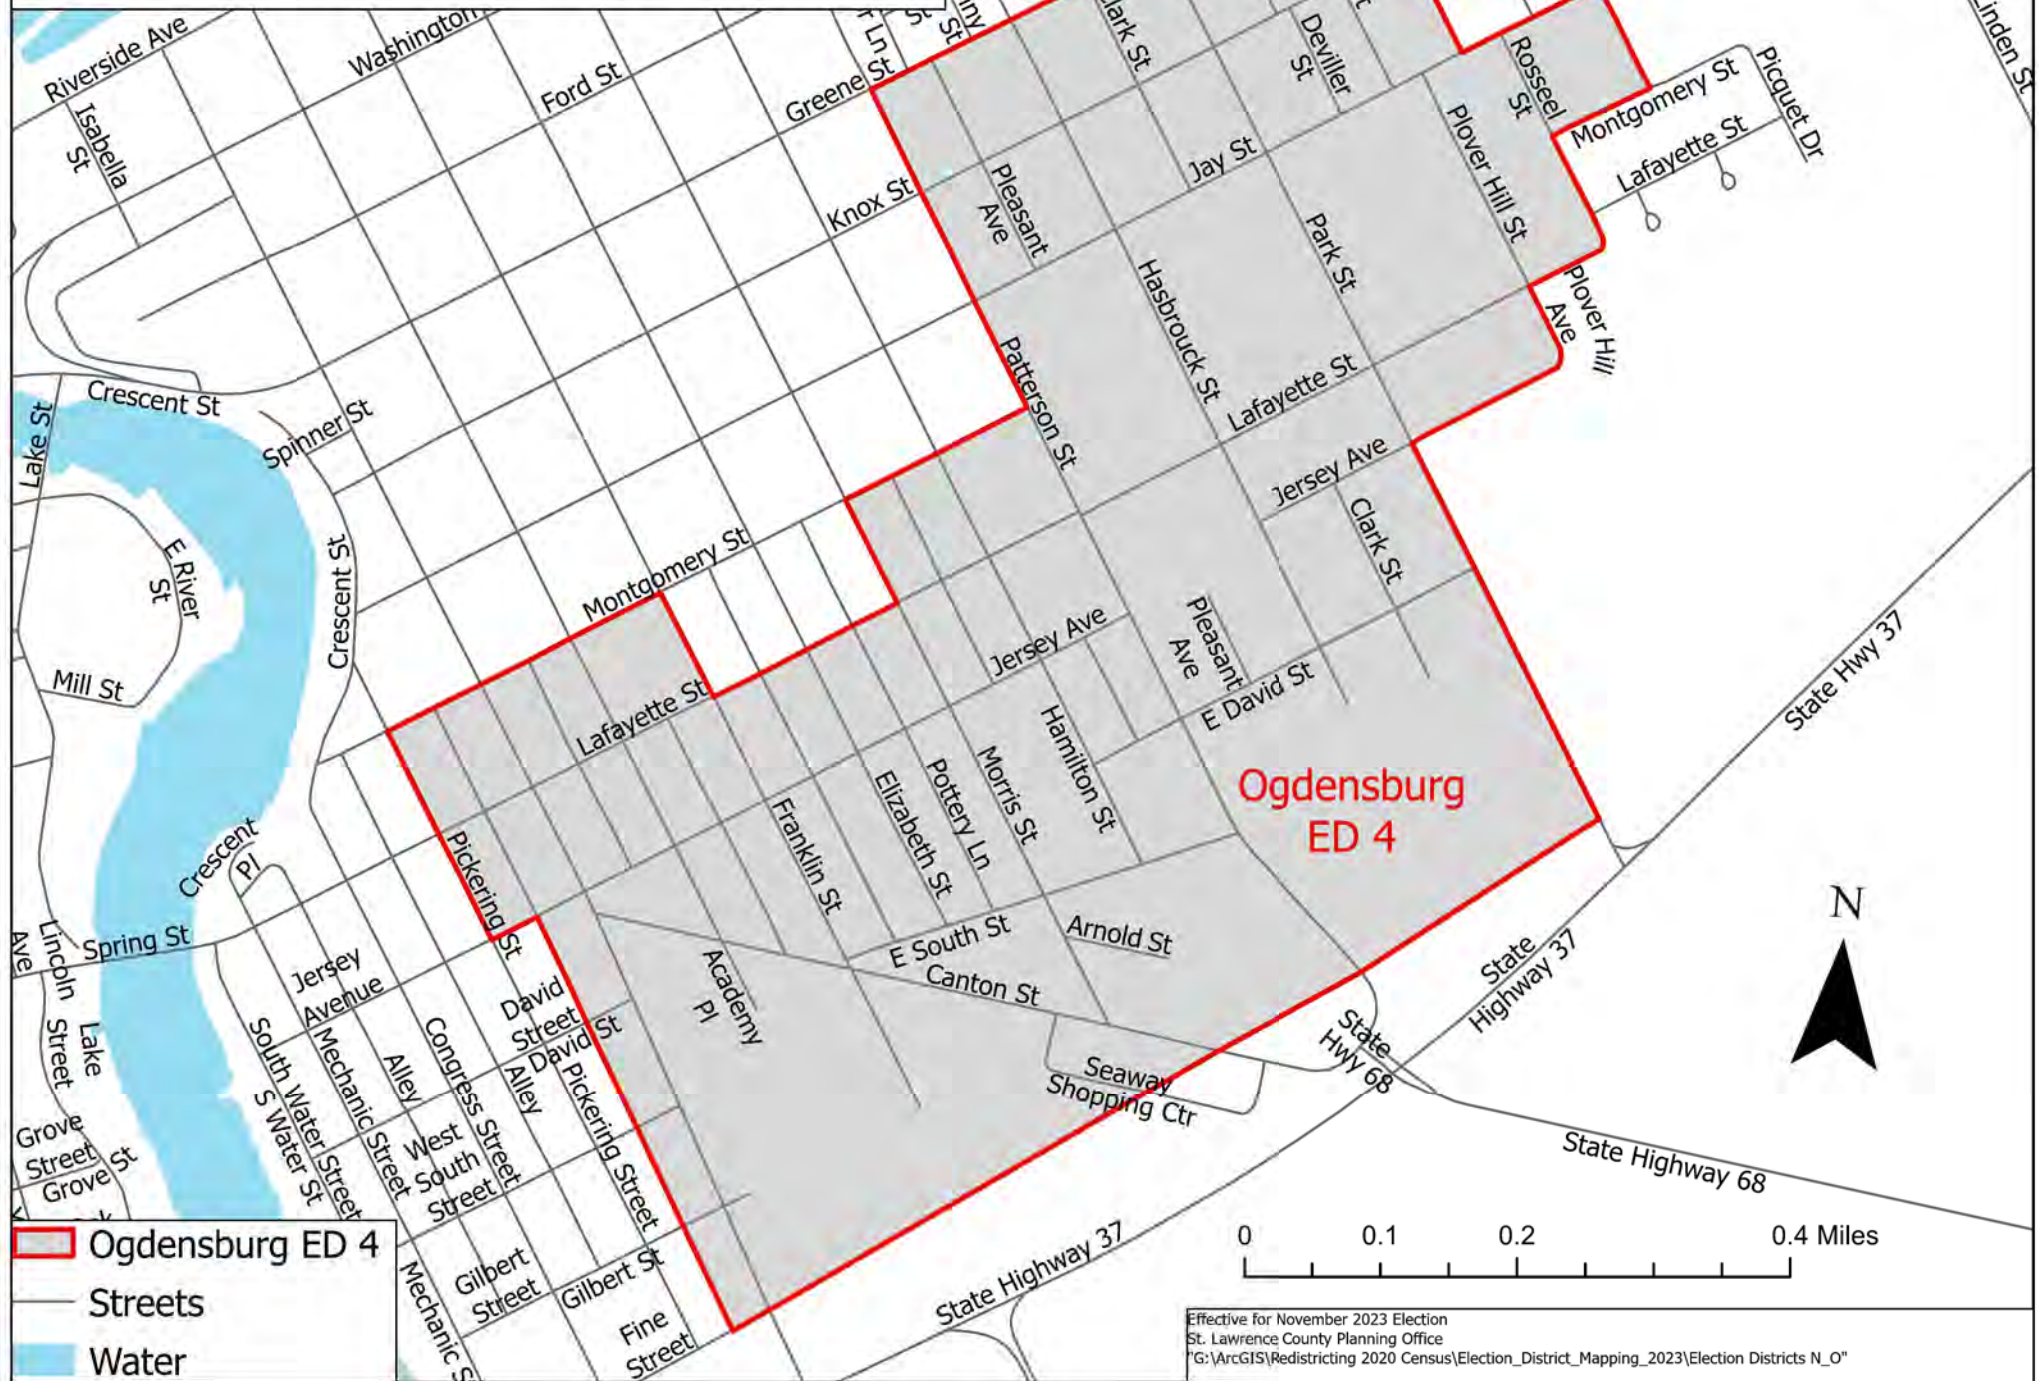 Riverside Ave
Washington
Ford St
Greene St
r Ln
St
St
ny
lark St
Deviller
St
Rosseel
St
Montgomery St
Picquet Dr
Linden St
Isabella
St
Knox St
Pleasant
Ave
Jay St
Plover Hill St
Lafayette St
Park St
Hasbrouck St
Plover Hill
Ave
Patterson St
Lafayette St
Crescent St
Lake St
Spinner St
Jersey Ave
Clark St
E River
St
Crescent St
Montgomery St
Jersey Ave
Pleasant
Ave
E David St
Mill St
Lafayette St
Hamilton St
State Hwy 37
Ogdensburg
ED 4
Morris St
Pottery Ln
Elizabeth St
Franklin St
Crescent
Pl
Pickering St
Spring St
Lincoln
Ave
E South St
Arnold St
Canton St
Academy
Pl
State
Highway 37
N
Jersey
Avenue
David
Street
David St
Street
Lake
South Water Street
S Water St
Mechanic Street
Alley
Congress Street
Alley
Pickering Street
Seaway
Shopping Ctr
State
Hwy 68
Grove
Street
Grove St
West
South
Street
State Highway 68
Gilbert
Street
Gilbert St
Mechanic S
Fine
Street
State Highway 37
0 0.1 0.2 0.4 Miles
Ogdensburg ED 4
Streets
Water
Effective for November 2023 Election
St. Lawrence County Planning Office
"G:\ArcGIS\Redistricting 2020 Census\Election_District_Mapping_2023\Election Districts N_O"